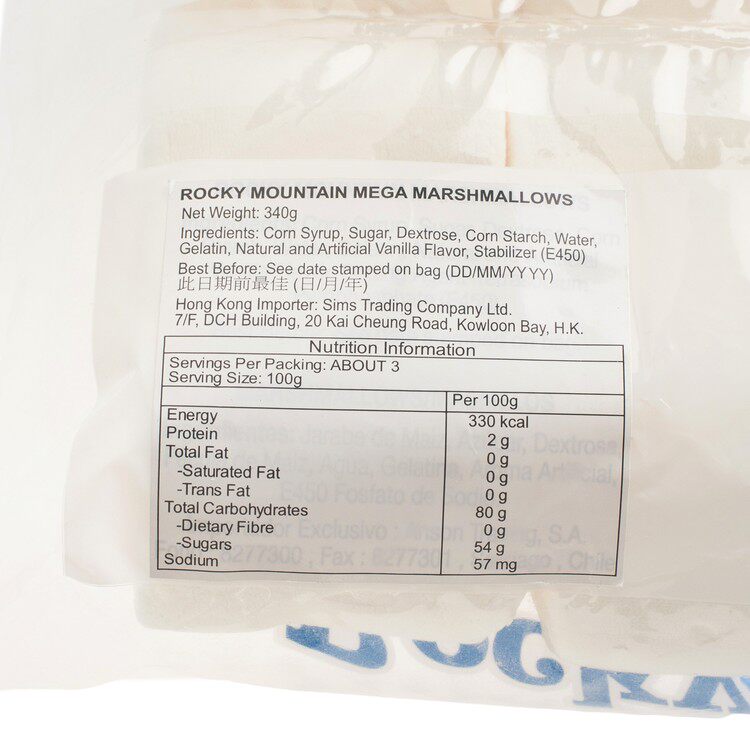 ROCKY MOUNTAIN MEGA MARSHMALLOWS
Net Weight: 340g
Ingredients: Corn Syrup, Sugar, Dextrose, Corn Starch, Water,
Gelatin, Natural and Artificial Vanilla Flavor, Stabilizer (E450)
Best Before: See date stamped on bag (DD/MM/YYYY)
此日期前最佳 (日/月/年)
Hong Kong Importer: Sims Trading Company Ltd.
7/F, DCH Building, 20 Kai Cheung Road, Kowloon Bay, H.K.
Nutrition Information
Servings Per Packing: ABOUT 3
Serving Size: 100g
Per 100g
Energy 330 kcal
Protein 2 g
Total Fat 0 g
-Saturated Fat 0 g
-Trans Fat 0 g
Total Carbohydrates 80 g
-Dietary Fibre 0 g
-Sugars 54 g
Sodium 57 mg